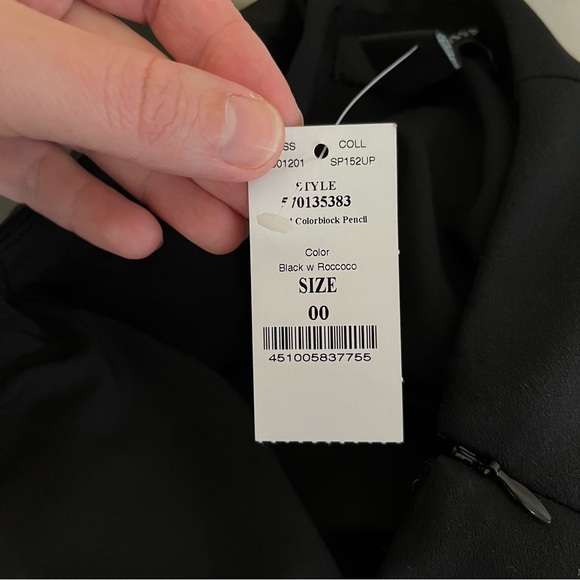 COLL
SP152UP
STYLE
Colorblock Pencil
Color
Black w Roccoco
SIZE
00
451005837755